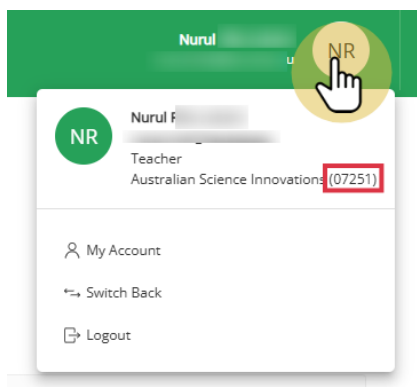 Nurul
NR
NR
Nurul
Teacher
Australian Science Innovations (07251)
My Account
Switch Back
Logout